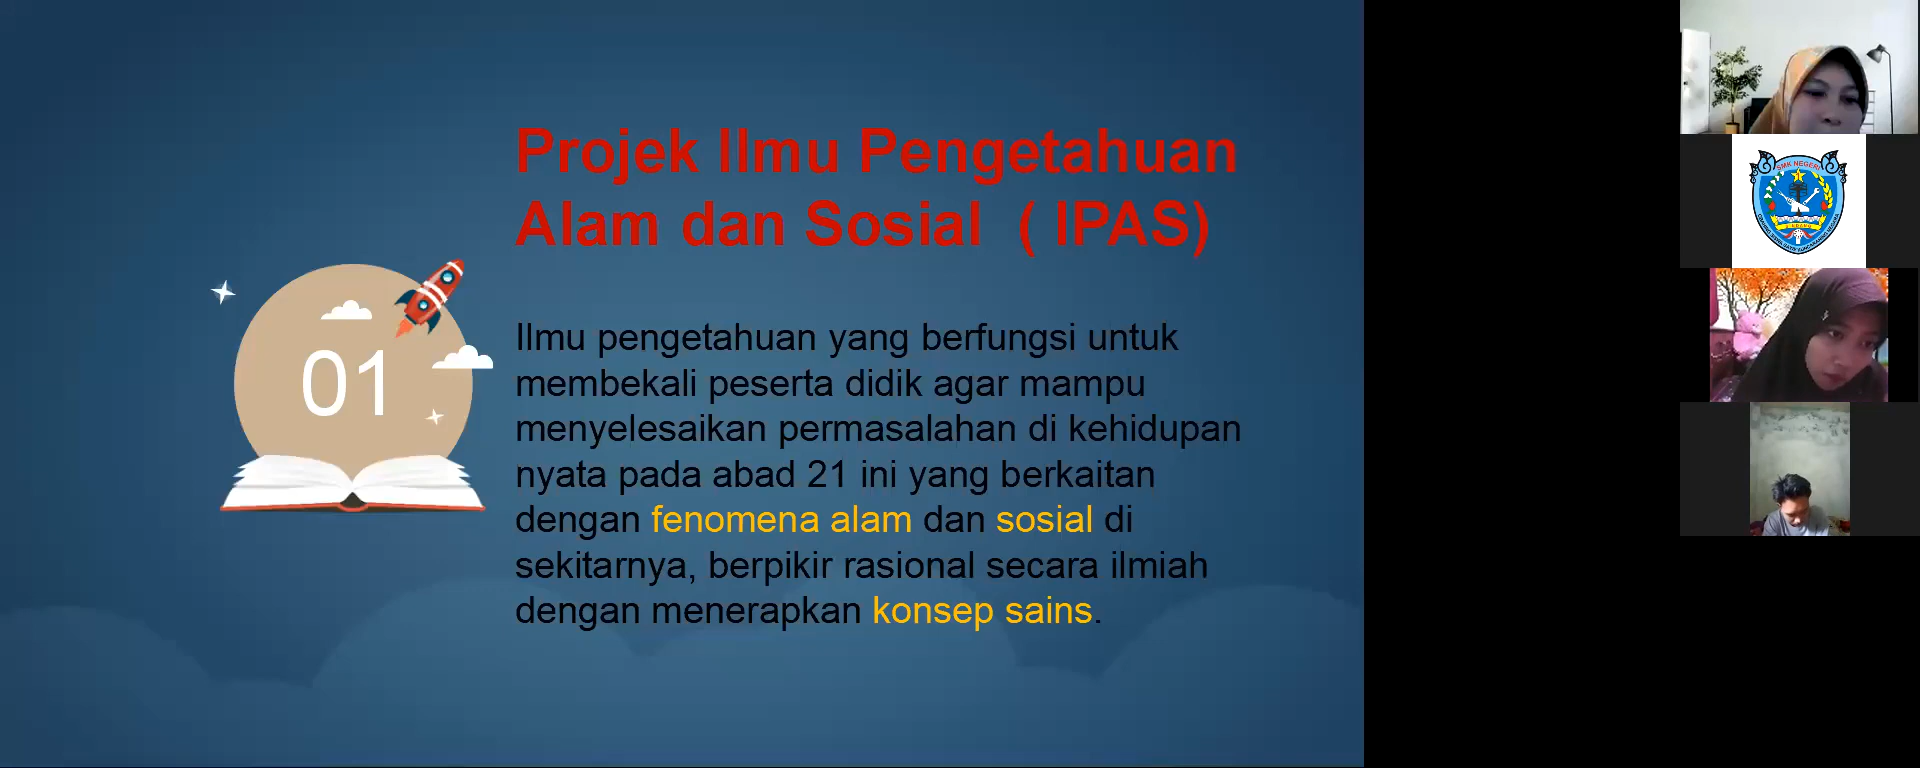 Projek Ilmu Pengetahuan
Alam dan Sosial ( IPAS)
01
Ilmu pengetahuan yang berfungsi untuk
membekali peserta didik agar mampu
menyelesaikan permasalahan di kehidupan
nyata pada abad 21 ini yang berkaitan
dengan fenomena alam dan sosial di
sekitarnya, berpikir rasional secara ilmiah
dengan menerapkan konsep sains.
SMK NEGERI